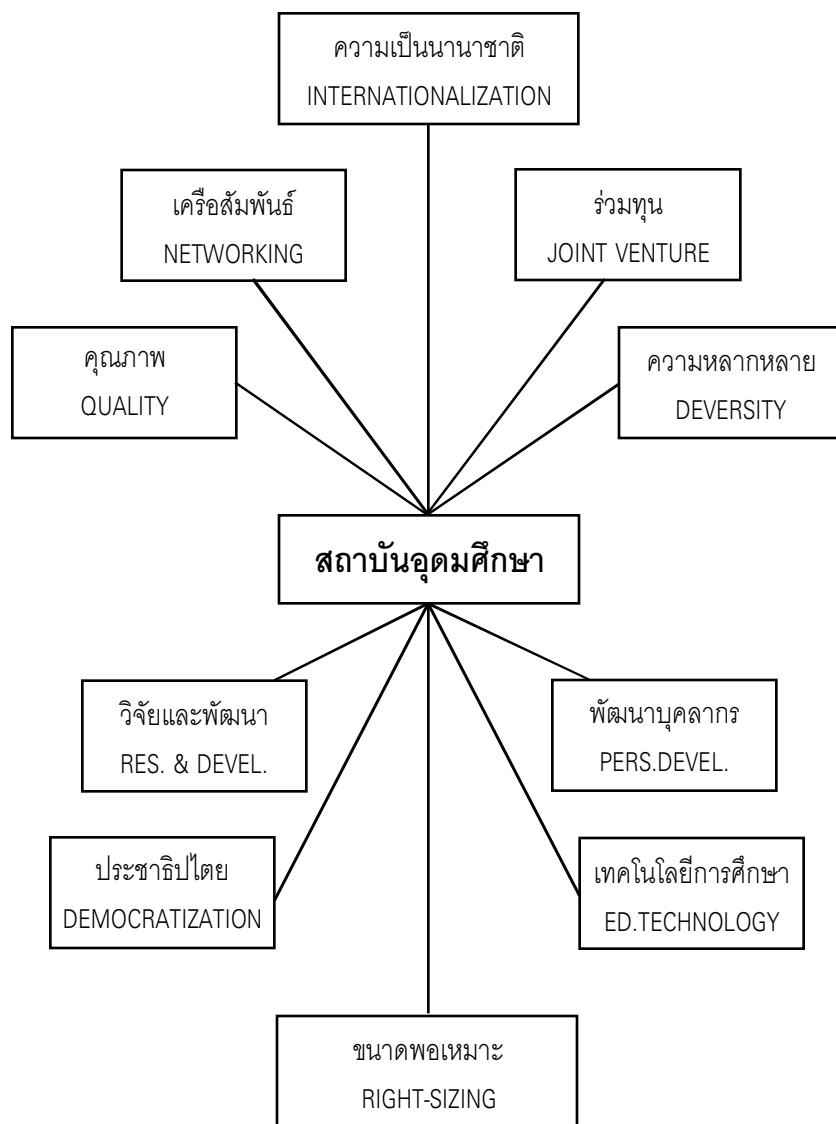 ความเป็นนานาชาติ
INTERNATIONALIZATION
เครือสัมพันธ์
NETWORKING
ร่วมทุน
JOINT VENTURE
คุณภาพ
QUALITY
ความหลากหลาย
DEVERSITY
สถาบันอุดมศึกษา
วิจัยและพัฒนา
RES. & DEVEL.
พัฒนาบุคลากร
PERS.DEVEL.
ประชาธิปไตย
DEMOCRATIZATION
เทคโนโลยีการศึกษา
ED.TECHNOLOGY
ขนาดพอเหมาะ
RIGHT-SIZING